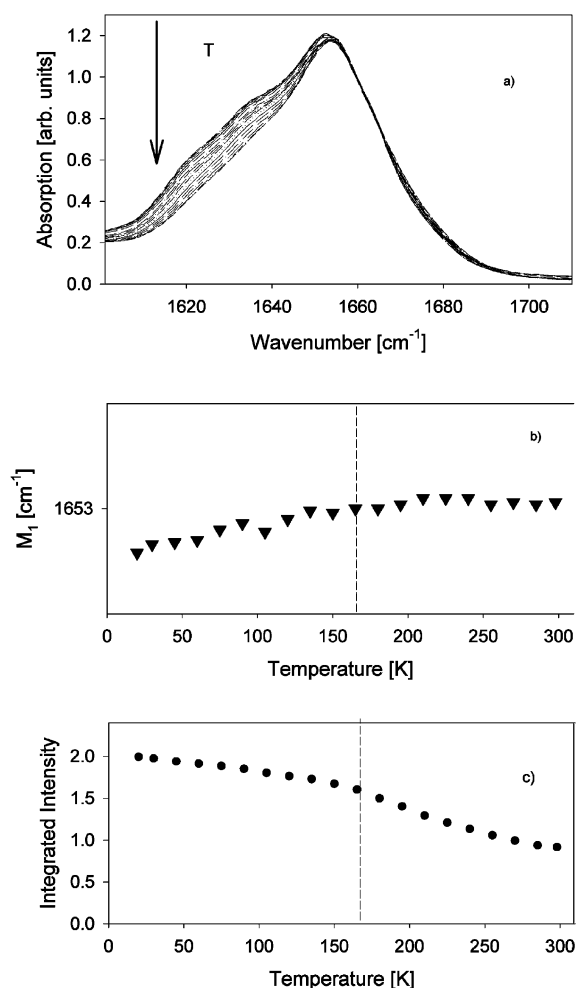 1.2
T
a)
1.0
0.8
0.6
0.4
0.2
0.0
Absorption [arb. units]
1620 1640 1660 1680 1700
Wavenumber [cm-1]
b)
1653
M1 [cm-1]
0 50 100 150 200 250 300
Temperature [K]
2.0
c)
1.5
1.0
0.5
0.0
Integrated Intensity
0 50 100 150 200 250 300
Temperature [K]